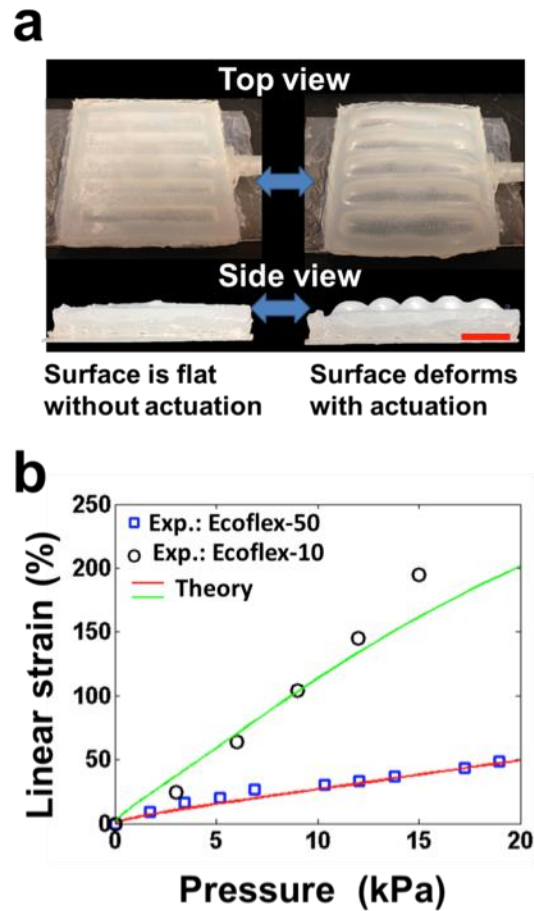 a
Top view
Side view
Surface is flat
without actuation
Surface deforms
with actuation
b
250
200
150
100
50
0
Exp.: Ecoflex-50
Exp.: Ecoflex-10
Theory
Linear strain (%)
0
5
10
15
20
Pressure (kPa)